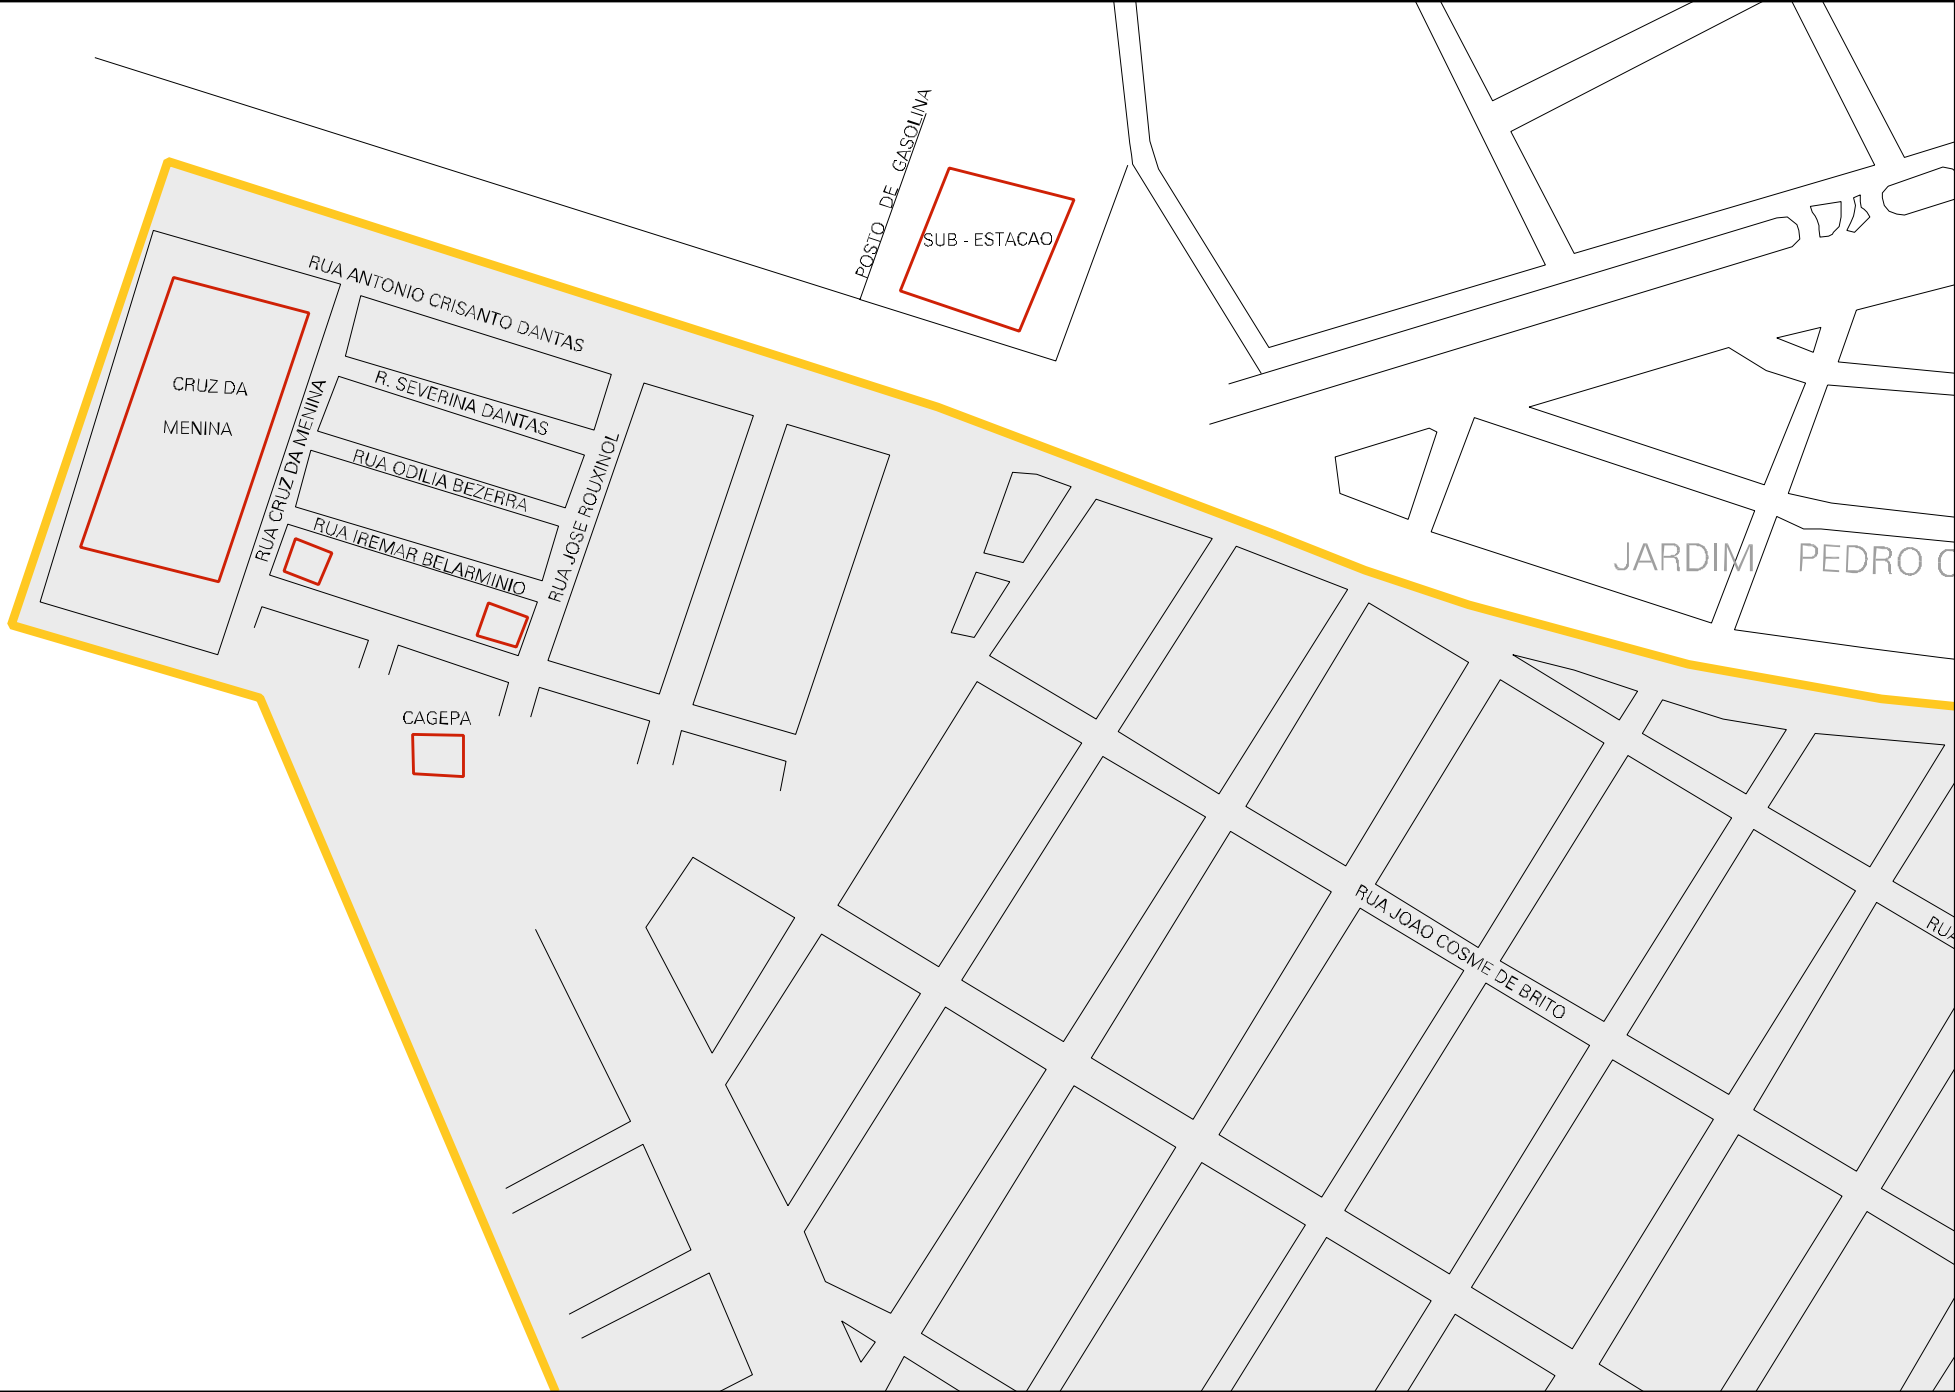 POSTO DE GASOLINA
SUB - ESTACAO
RUA ANTONIO CRISANTO DANTAS
CRUZ DA
MENINA
R. SEVERINA DANTAS
RUA CRUZ DA MENINA
RUA ODILIA BEZERRA
RUA JOSE ROUXINOL
RUA IREMAR BELARMINIO
JARDIM PEDRO
CAGEPA
RUA JOAO COSME DE BRITO
RUA